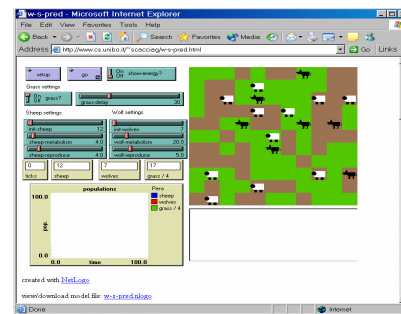 w-s-pred - Microsoft Internet Explorer
File Edit View Favorites Tools Help
Back Search Favorites Media
Address http://www.cs.unibo.it/~scacciag/w-s-pred.html Go Links
setup go On Off show-energy?
Grass settings
On Off grass? grass-delay 30
Sheep settings Wolf settings
init-sheep 12 init-wolves 7
sheep-metabolism 4.0 wolf-metabolism 20.0
sheep-reproduce 4.0 wolf-reproduce 5.0
0 12 7 17
ticks sheep wolves grass / 4
populations Pens
100.0 sheep
wolves
grass / 4
pop.
0.0
0.0 time 100.0
created with NetLogo
view/download model file: w-s-pred.nlogo
Done Internet